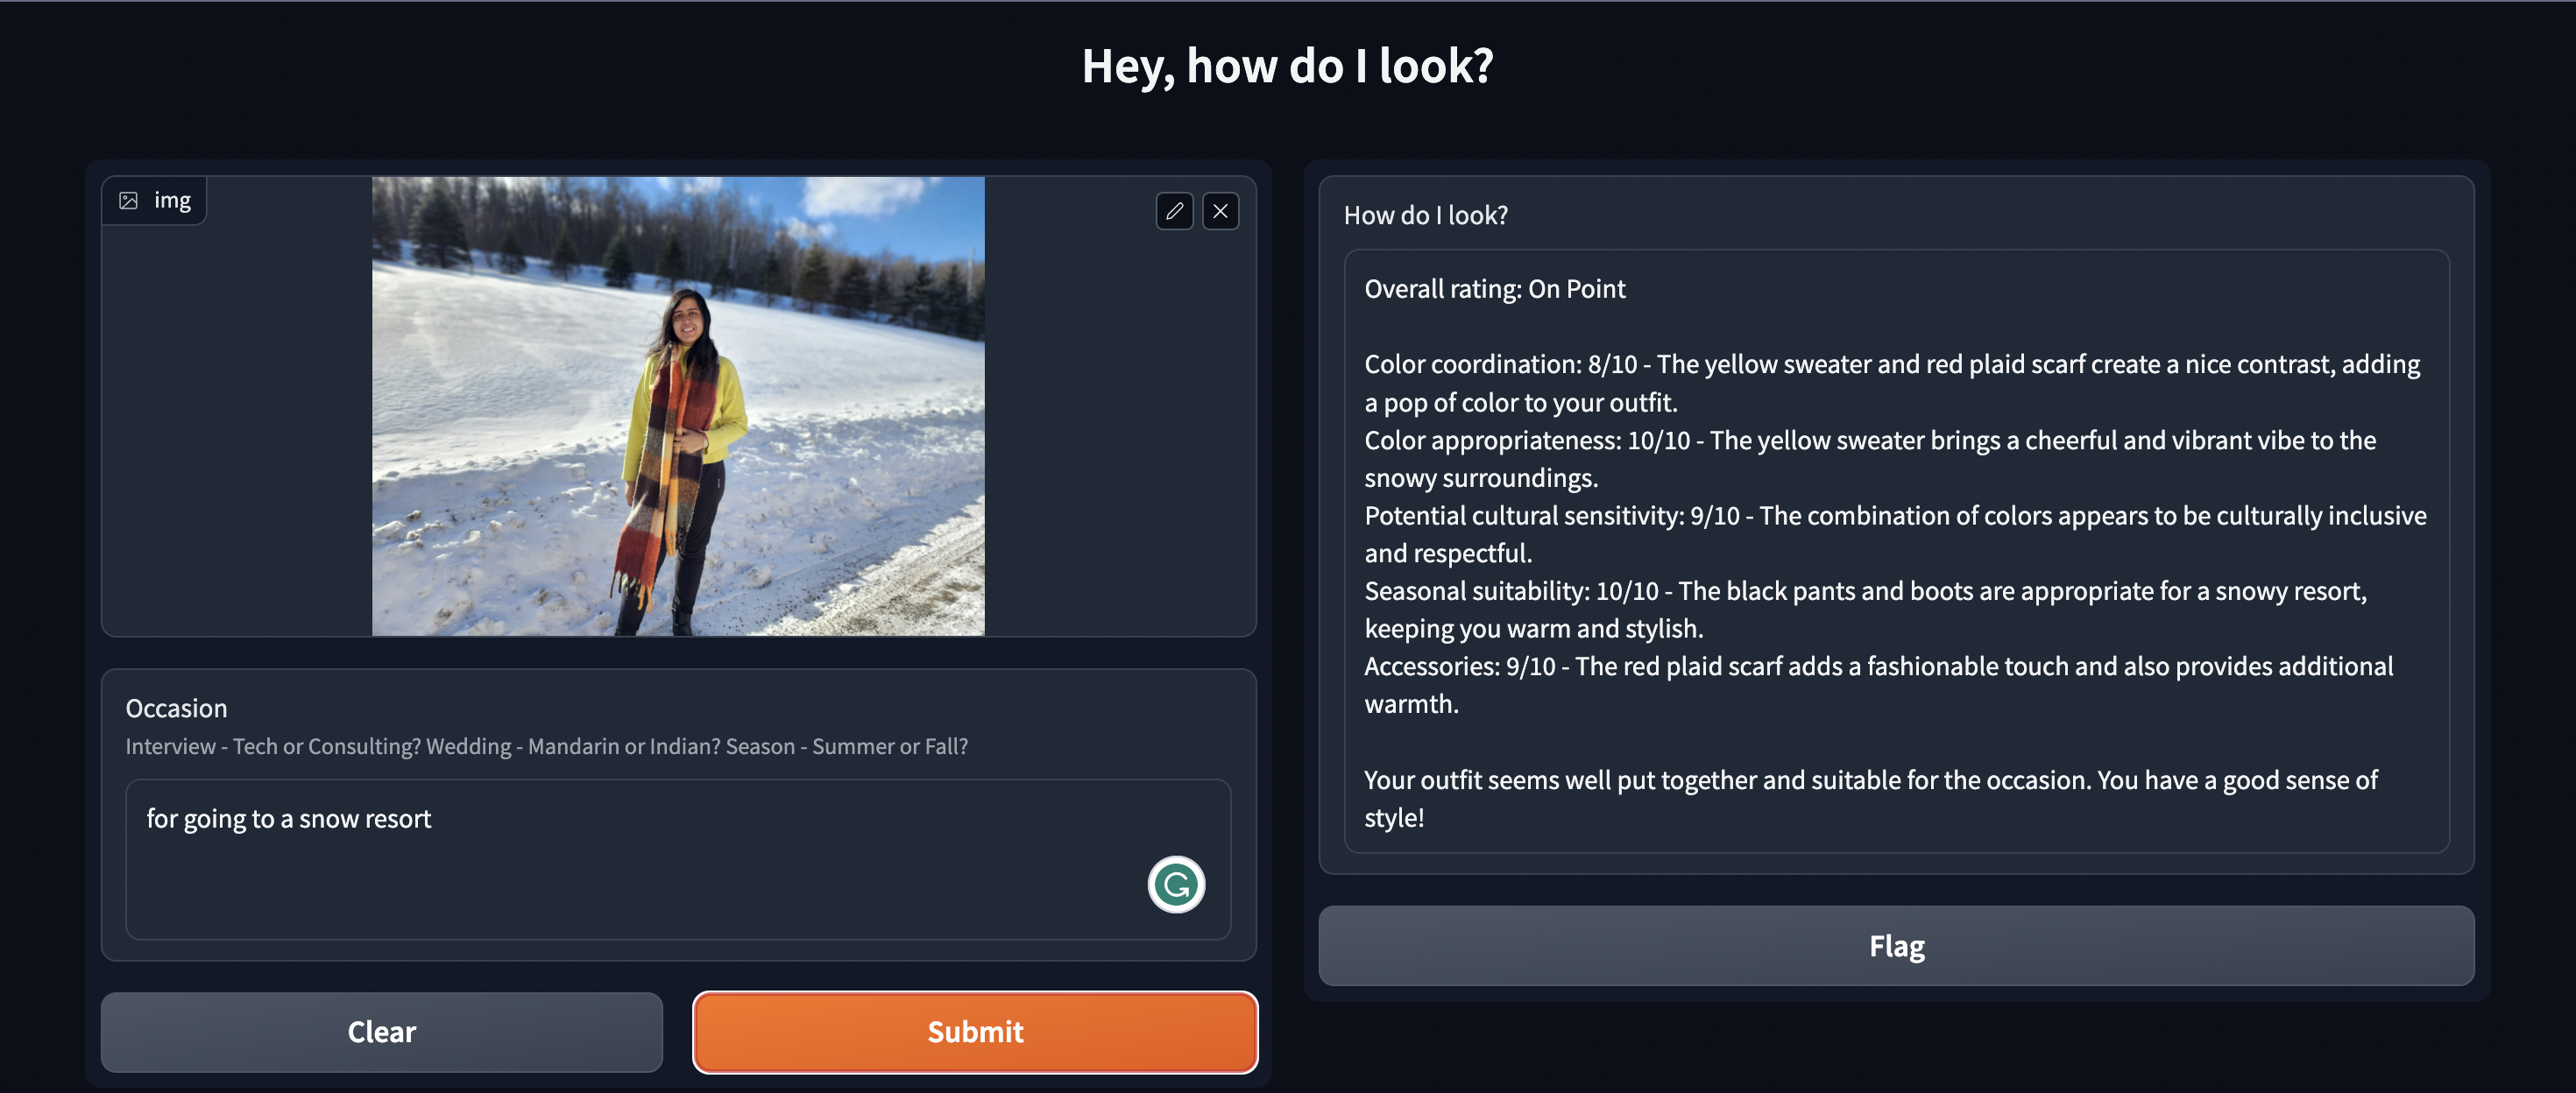 Hey, how do I look?
img
Occasion
Interview - Tech or Consulting? Wedding - Mandarin or Indian? Season - Summer or Fall?
for going to a snow resort
Clear
Submit
How do I look?
Overall rating: On Point
Color coordination: 8/10 - The yellow sweater and red plaid scarf create a nice contrast, adding
a pop of color to your outfit.
Color appropriateness: 10/10 - The yellow sweater brings a cheerful and vibrant vibe to the
snowy surroundings.
Potential cultural sensitivity: 9/10 - The combination of colors appears to be culturally inclusive
and respectful.
Seasonal suitability: 10/10 - The black pants and boots are appropriate for a snowy resort,
keeping you warm and stylish.
Accessories: 9/10 - The red plaid scarf adds a fashionable touch and also provides additional
warmth.
Your outfit seems well put together and suitable for the occasion. You have a good sense of
style!
Flag